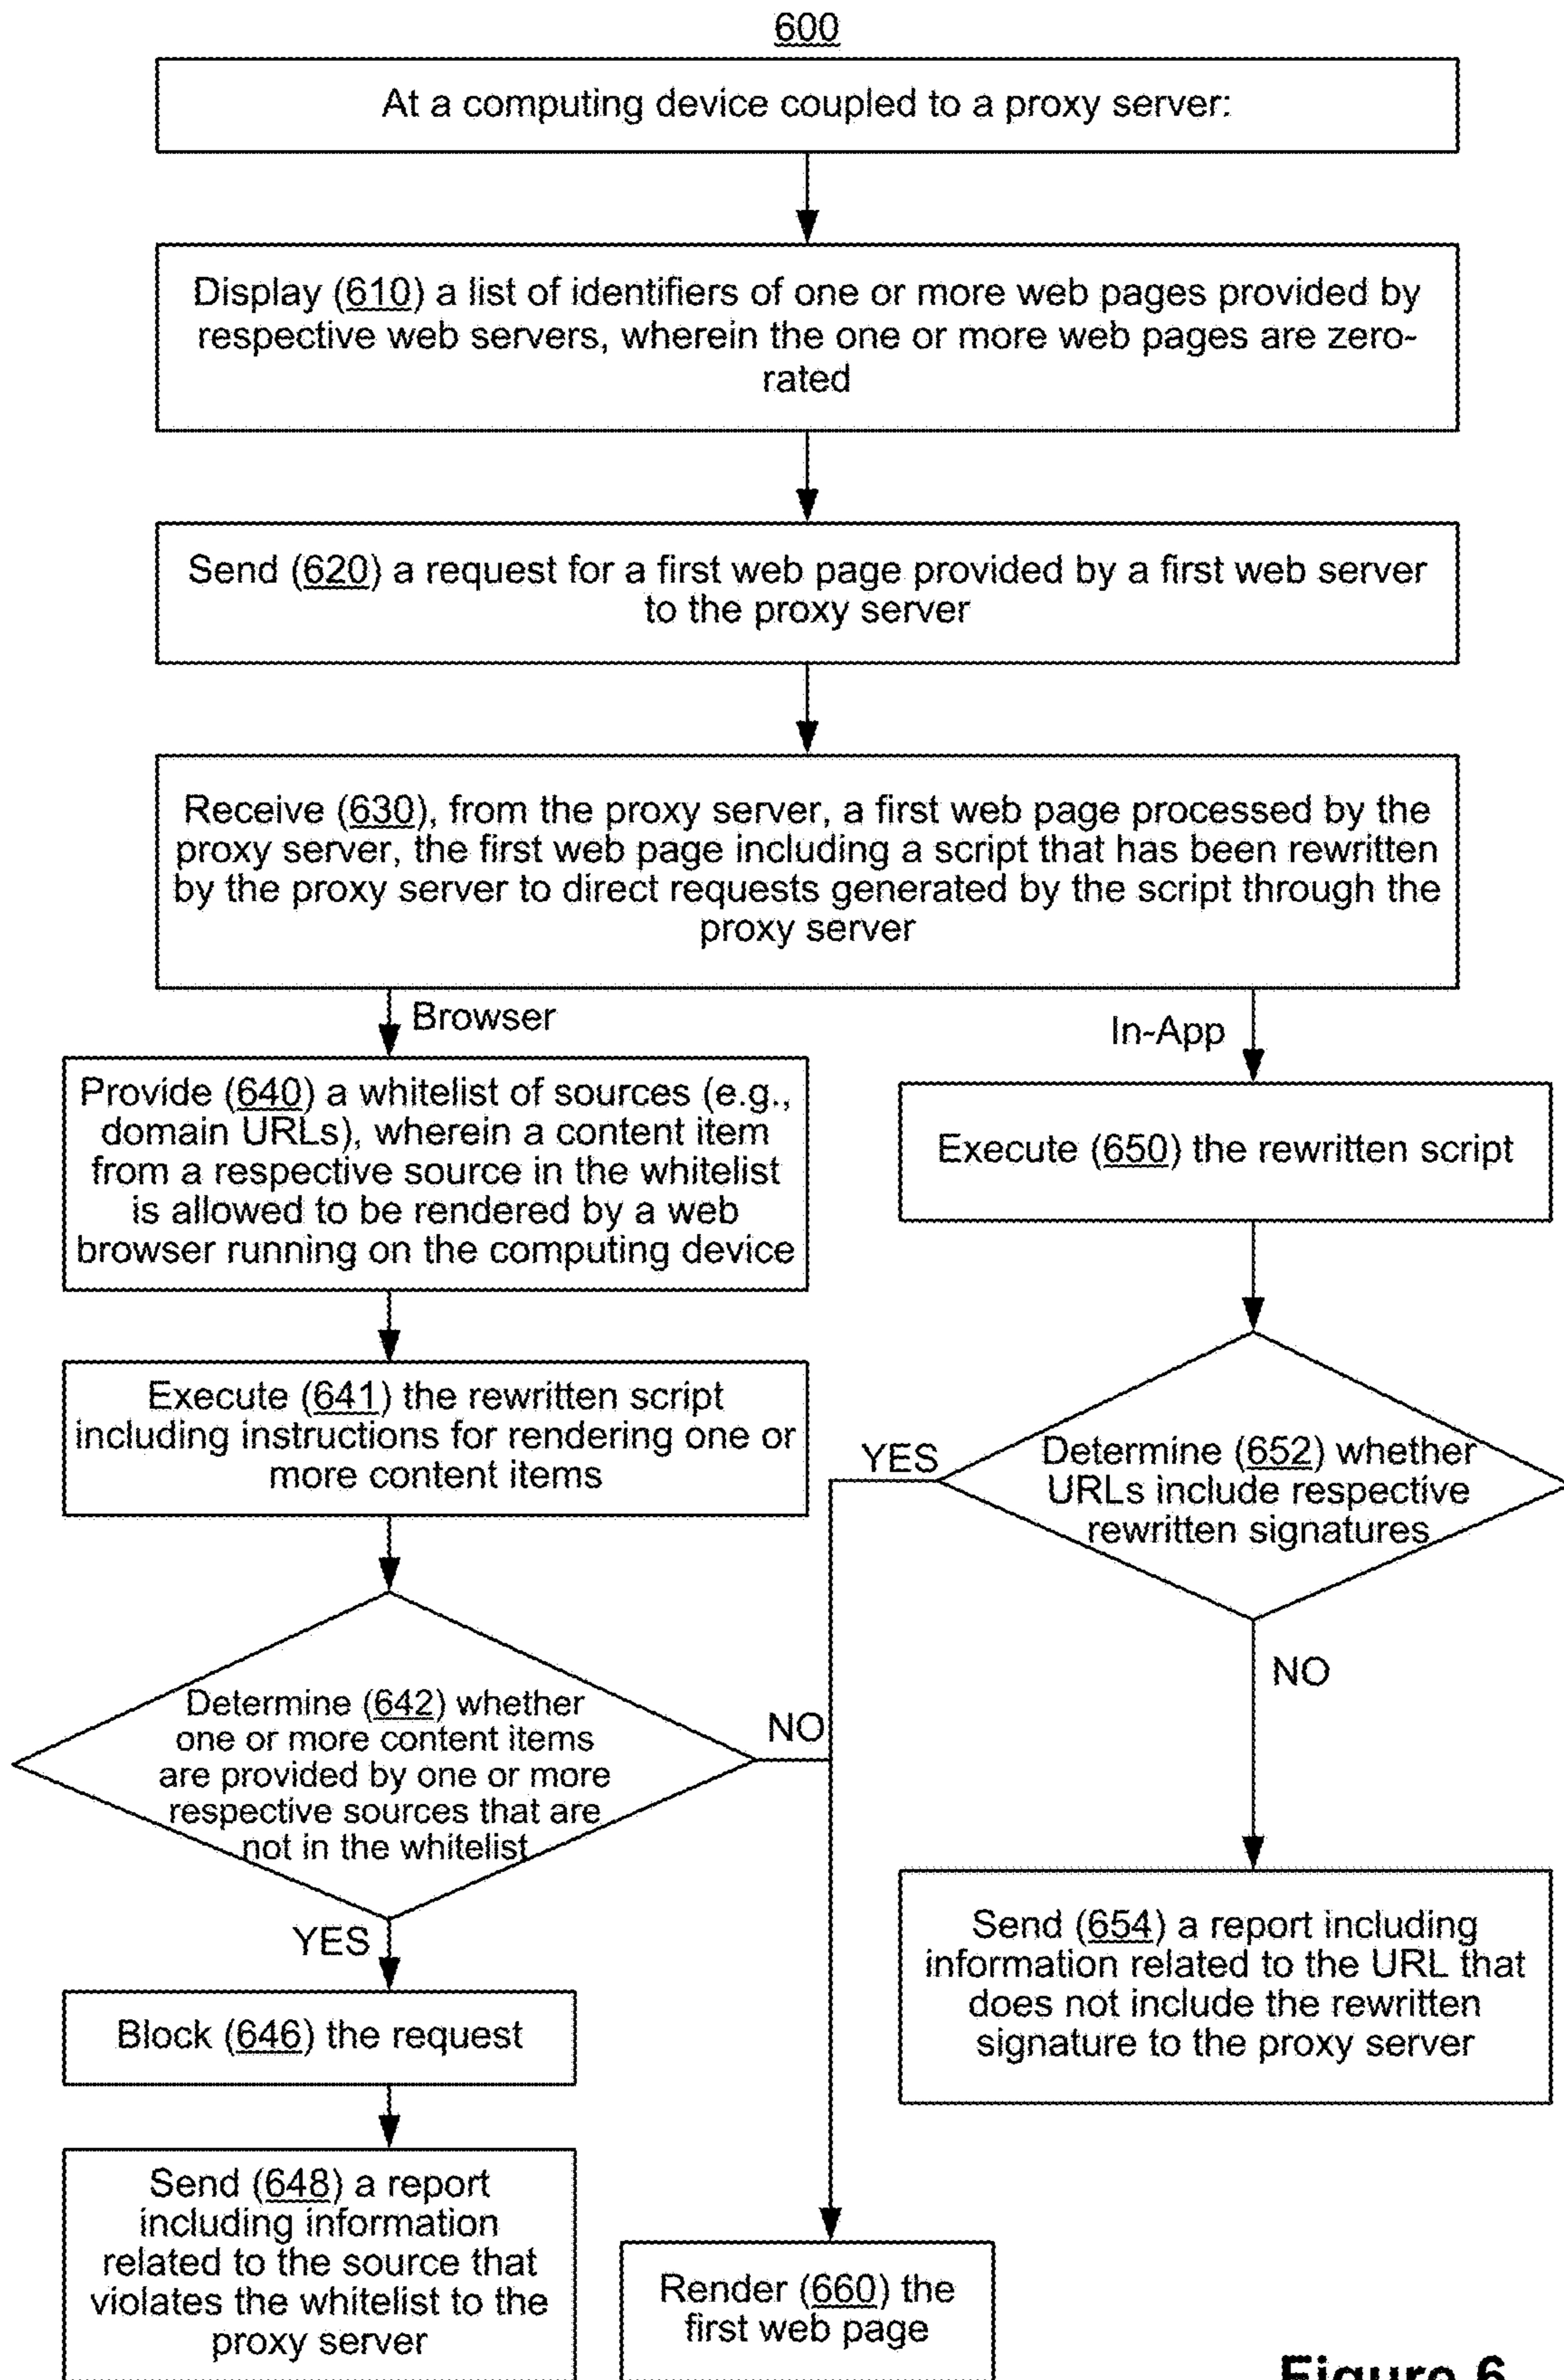 600
At a computing device coupled to a proxy server:
Display (610) a list of identifiers of one or more web pages provided by
respective web servers, wherein the one or more web pages are zero-
rated
Send (620) a request for a first web page provided by a first web server
to the proxy server
Receive (630), from the proxy server, a first web page processed by the
proxy server, the first web page including a script that has been rewritten
by the proxy server to direct requests generated by the script through the
proxy server
Browser
Provide (640) a whitelist of sources (e.g.,
domain URLs), wherein a content item
from a respective source in the whitelist
is allowed to be rendered by a web
browser running on the computing device
Execute (641) the rewritten script
including instructions for rendering one or
more content items
Determine (642) whether
one or more content items
are provided by one or more
respective sources that are
not in the whitelist
NO
YES
Block (646) the request
Send (648) a report
including information
related to the source that
violates the whitelist to the
proxy server
In-App
Execute (650) the rewritten script
Determine (652) whether
URLs include respective
rewritten signatures
YES
NO
Send (654) a report including
information related to the URL that
does not include the rewritten
signature to the proxy server
Render (660) the
first web page
Figure 6